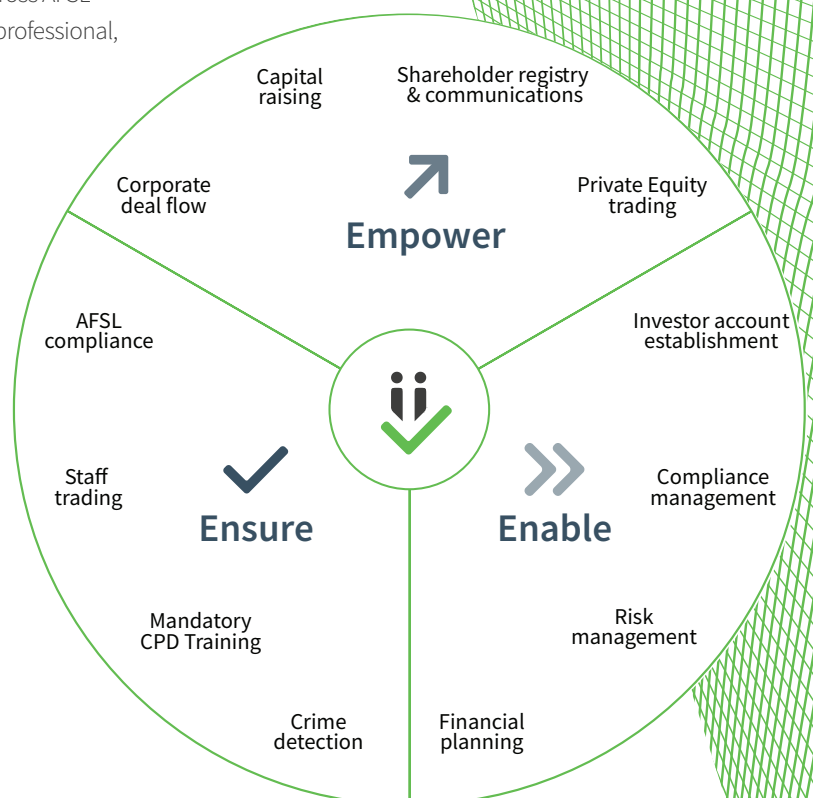 professional,
Capital
raising
Shareholder registry
& communications
Corporate
deal flow
Private Equity
trading
Empower
AFSL
compliance
Investor account
establishment
Staff
trading
Ensure
Mandatory
CPD Training
Crime
detection
Enable
Compliance
management
Risk
management
Financial
planning